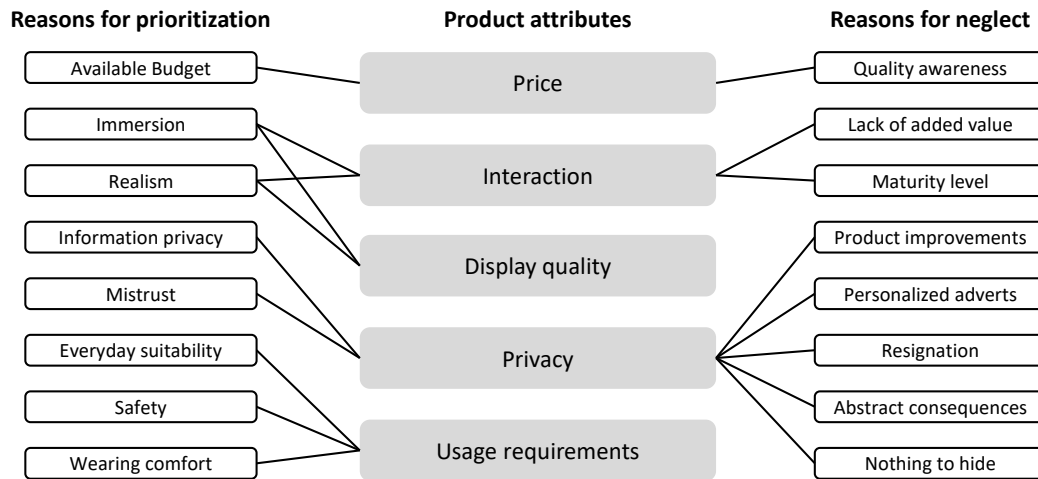 Reasons for prioritization
Product attributes
Reasons for neglect
Available Budget
Immersion
Realism
Information privacy
Mistrust
Everyday suitability
Safety
Wearing comfort
Price
Interaction
Display quality
Privacy
Usage requirements
Quality awareness
Lack of added value
Maturity level
Product improvements
Personalized adverts
Resignation
Abstract consequences
Nothing to hide